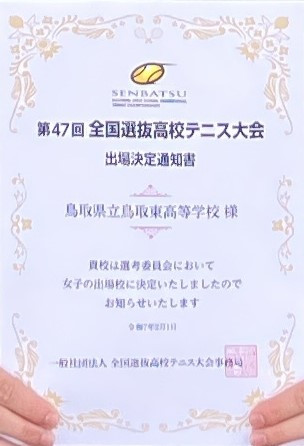 SENBATSU
第47回 全国選抜高校テニス大会
出場決定通知書
鳥取県立鳥取東高等学校 様
貴校は選考委員会において
女子の出場校に決定いたしましたので
お知らせいたします
令和7年2月1日
一般社団法人 全国選抜高校テニス大会事務局